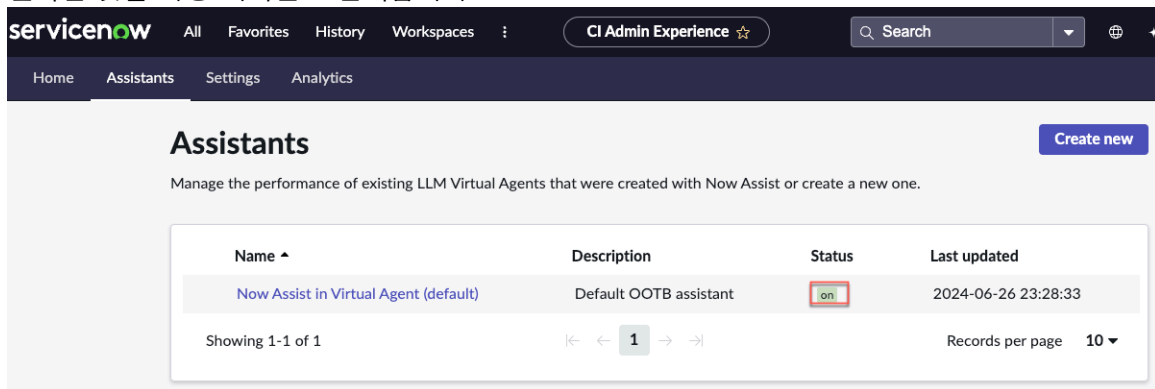 servicenow All Favorites History Workspaces CI Admin Experience Search
Home Assistants Settings Analytics
Assistants
Create new
Manage the performance of existing LLM Virtual Agents that were created with Now Assist or create a new one.
Name Description Status Last updated
Now Assist in Virtual Agent (default) Default OOTB assistant on 2024-06-26 23:28:33
Showing 1-1 of 1 1 Records per page 10